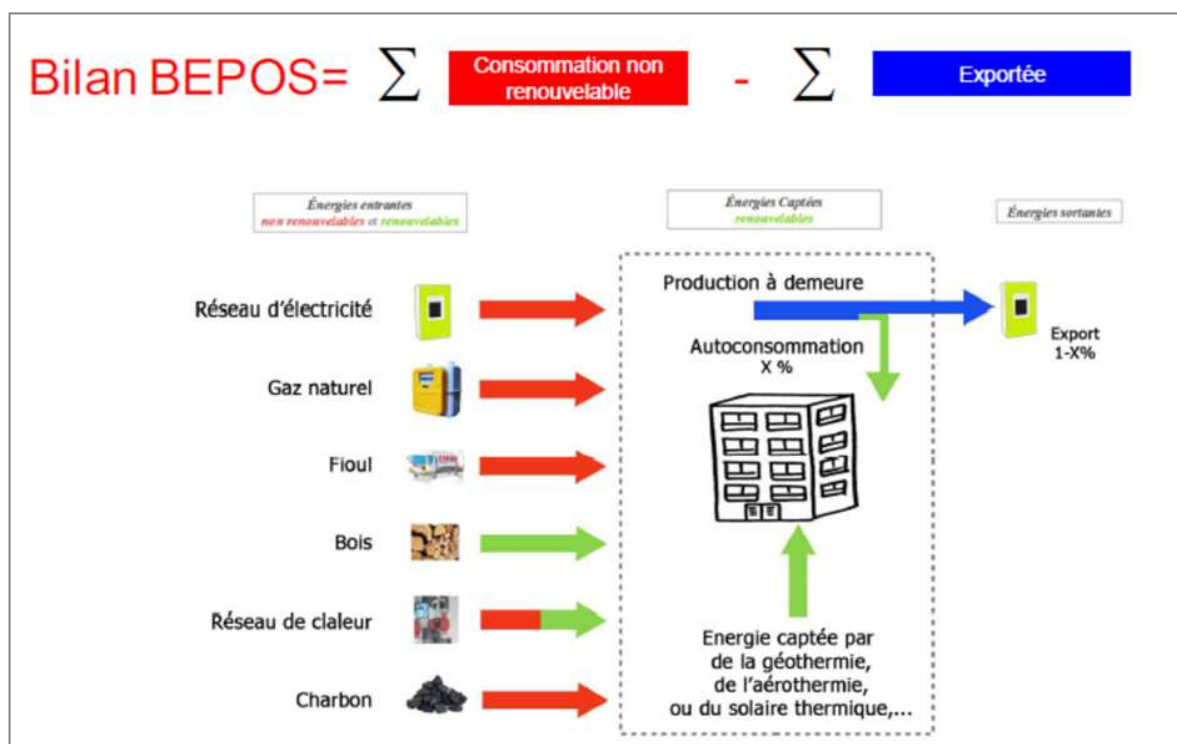 Bilan BEPOS= ∑ Consommation non renouvelable - ∑ Exportée
Énergies entrantes
non renouvelables et renouvelables
Énergies Captées
renouvelables
Énergies sortantes
Réseau d'électricité
Gaz naturel
Fioul
Bois
Réseau de claleur
Charbon
Production à demeure
Autoconsommation
X %
Export
1-X%
Energie captée par
de la géothermie,
de l'aérothermie,
ou du solaire thermique,...